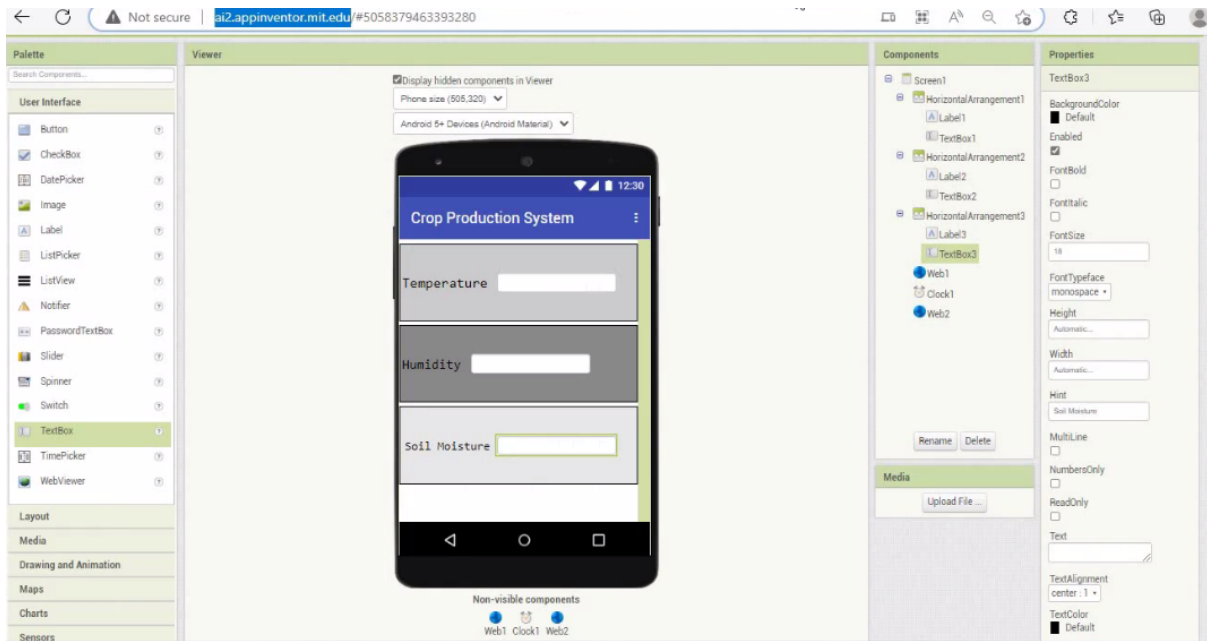 Not secure
ai2.appinventor.mit.edu/#5058379463393280
Palette
Search Components...
User Interface
Button
CheckBox
DatePicker
Image
Label
ListPicker
ListView
Notifier
PasswordTextBox
Slider
Spinner
Switch
TextBox
TimePicker
WebViewer
Layout
Media
Drawing and Animation
Maps
Charts
Sensors
Viewer
Display hidden components in Viewer
Phone size (505,320)
Android 5+ Devices (Android Material)
12:30
Crop Production System
Temperature
Humidity
Soil Moisture
Non-visible components
Web1 Clock1 Web2
Components
Screen1
HorizontalArrangement1
Label1
TextBox1
HorizontalArrangement2
Label2
TextBox2
HorizontalArrangement3
Label3
TextBox3
Web1
Clock1
Web2
Rename Delete
Media
Upload File ...
Properties
TextBox3
BackgroundColor
Default
Enabled
FontBold
FontItalic
FontSize
FontTypeface
monospace
Height
Automatic...
Width
Automatic...
Hint
Soil Moisture
MultiLine
NumbersOnly
ReadOnly
Text
TextAlignment
center : 1
TextColor
Default